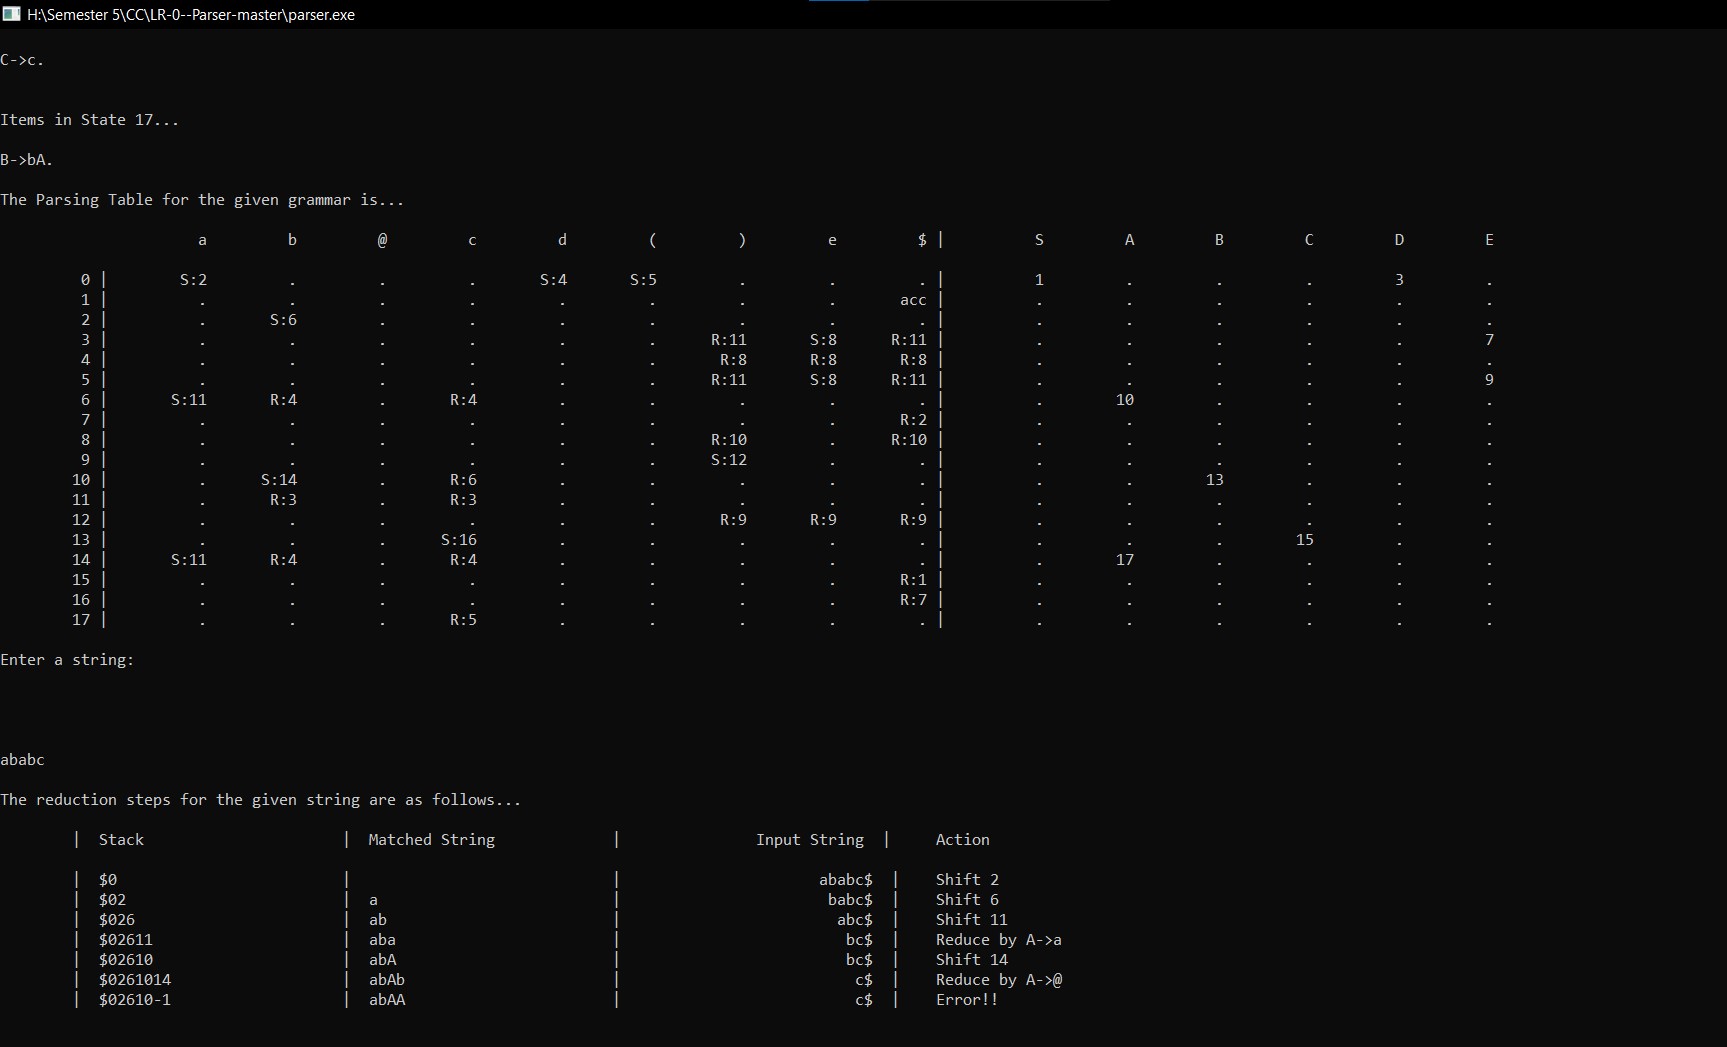 H:\Semester 5\CC\LR-0--Parser-master\parser.exe
C->c.
Items in State 17...
B->bA.
The Parsing Table for the given grammar is...
a b @ c d ( ) e $ | S A B C D E
0 | S:2 . . . S:4 S:5 . . . | 1 . . . 3 .
1 | . . . . . . . . acc | . . . . . .
2 | . S:6 . . . . . . . | . . . . . .
3 | . . . . . . R:11 S:8 R:11 | . . . . . 7
4 | . . . . . . R:8 R:8 R:8 | . . . . . .
5 | . . . . . . R:11 S:8 R:11 | . . . . . 9
6 | S:11 R:4 . R:4 . . . . . | . 10 . . . .
7 | . . . . . . . . R:2 | . . . . . .
8 | . . . . . . R:10 . R:10 | . . . . . .
9 | . . . . . . S:12 . . | . . . . . .
10 | . S:14 . R:6 . . . . . | . . 13 . . .
11 | . R:3 . R:3 . . . . . | . . . . . .
12 | . . . . . . R:9 R:9 R:9 | . . . . . .
13 | . . . S:16 . . . . . | . . . 15 . .
14 | S:11 R:4 . R:4 . . . . . | . 17 . . . .
15 | . . . . . . . . R:1 | . . . . . .
16 | . . . . . . . . R:7 | . . . . . .
17 | . . . R:5 . . . . . | . . . . . .
Enter a string:
ababc
The reduction steps for the given string are as follows...
| Stack | Matched String | Input String | Action
| $0 | | ababc$ | Shift 2
| $02 | a | babc$ | Shift 6
| $026 | ab | abc$ | Shift 11
| $02611 | aba | bc$ | Reduce by A->a
| $02610 | abA | bc$ | Shift 14
| $0261014 | abAb | c$ | Reduce by A->@
| $02610-1 | abAA | c$ | Error!!